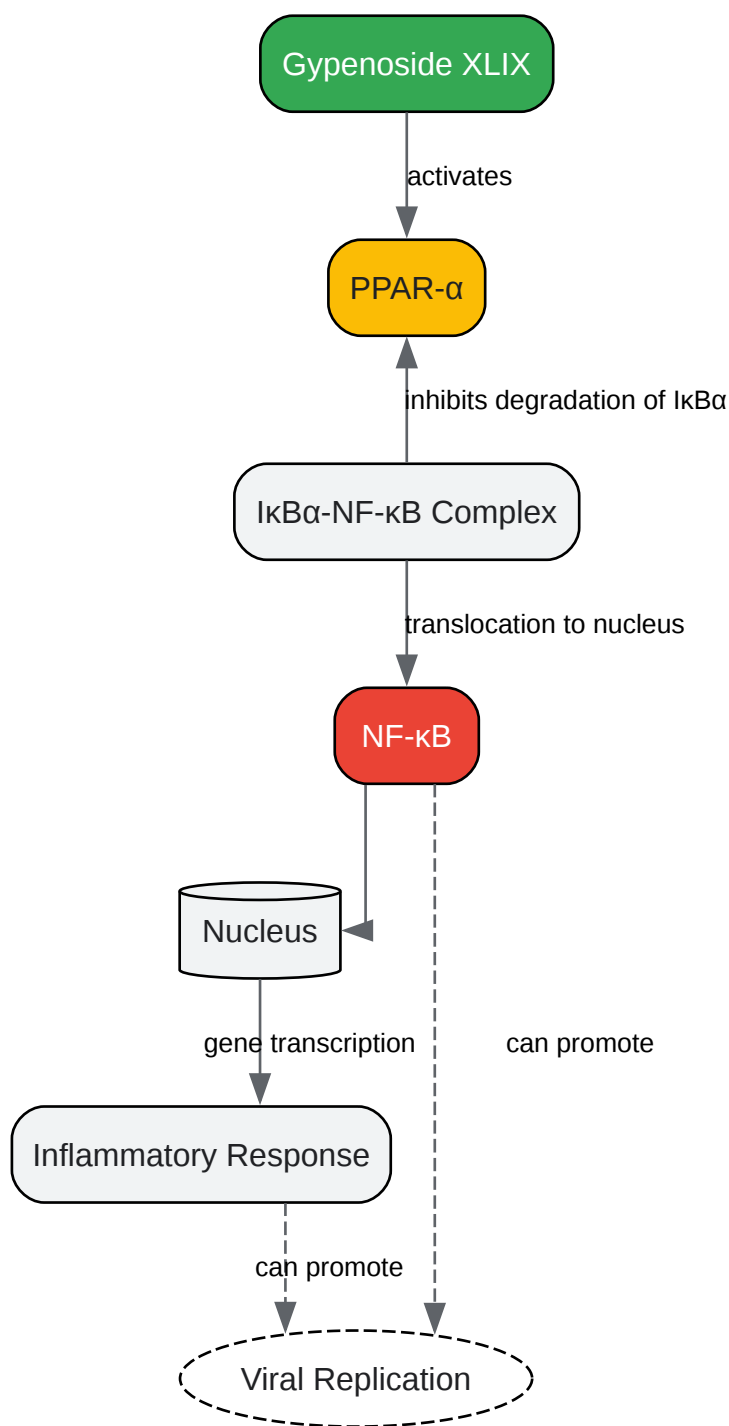 Gypenoside XLIX
activates
PPAR-α
inhibits degradation of IκBα
IκBα-NF-κB Complex
translocation to nucleus
NF-κB
Nucleus
gene transcription
can promote
Inflammatory Response
can promote
Viral Replication